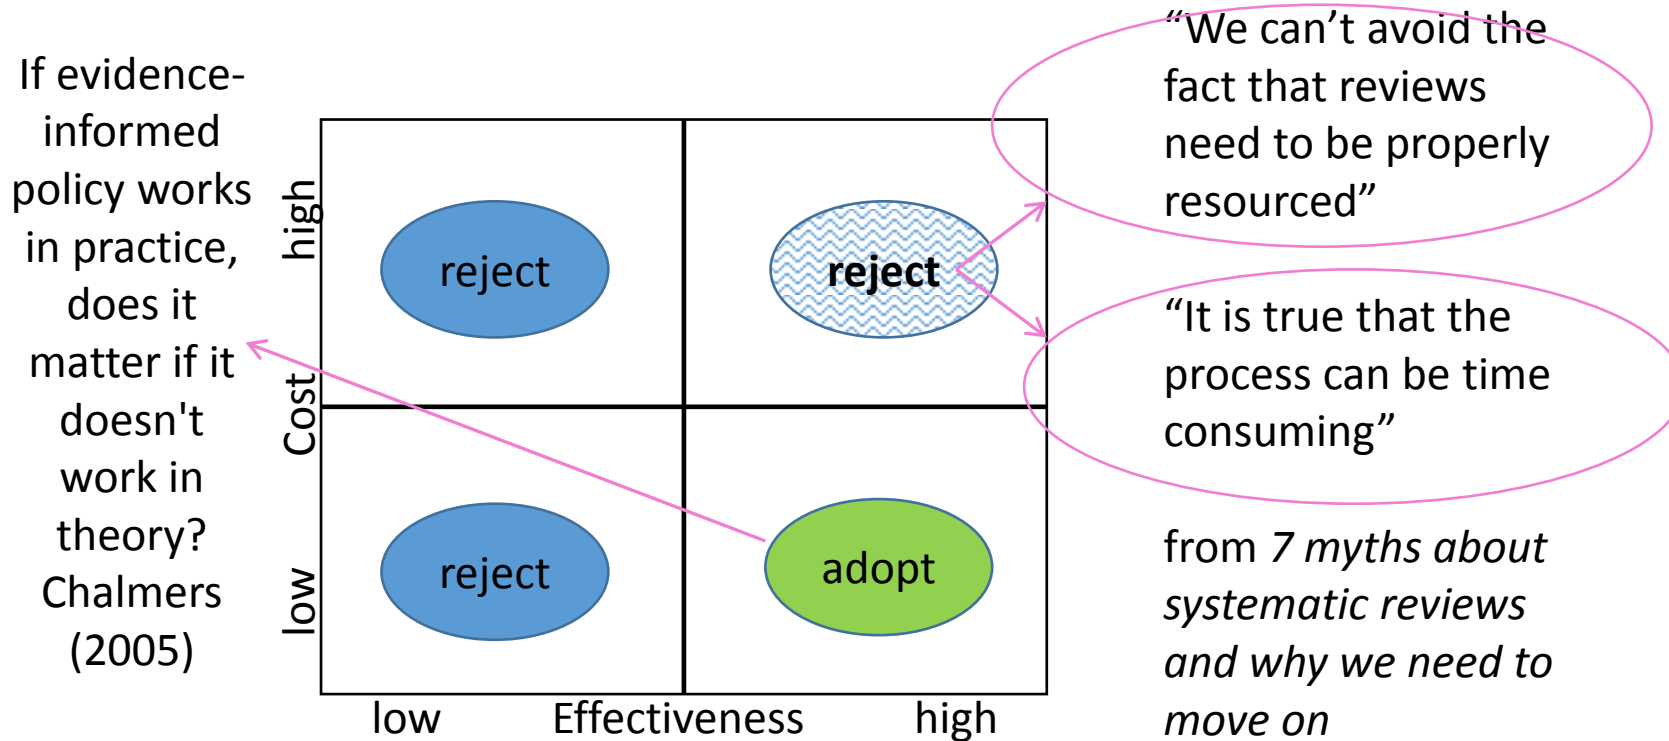 If evidence-
informed
policy works
in practice,
does it
matter if it
doesn't
work in
theory?
Chalmers
(2005)
high
Cost
low
reject
reject
reject
adopt
low Effectiveness high
“We can’t avoid the
fact that reviews
need to be properly
resourced”
“It is true that the
process can be time
consuming”
from 7 myths about
systematic reviews
and why we need to
move on